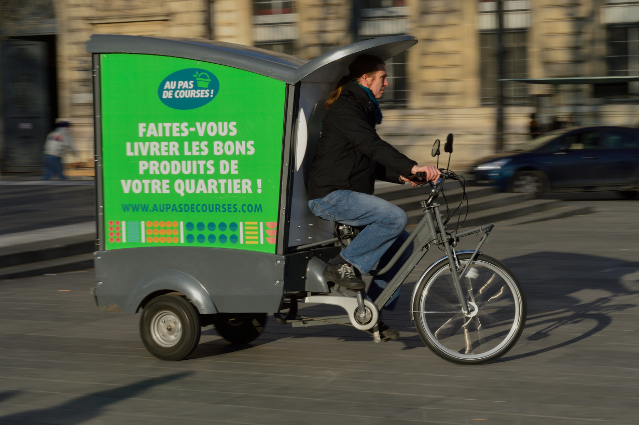 AU PAS
DE COURSES !
FAITES-VOUS
LIVRER LES BONS
PRODUITS DE
VOTRE QUARTIER !
WWW.AUPASDECOURSES.COM